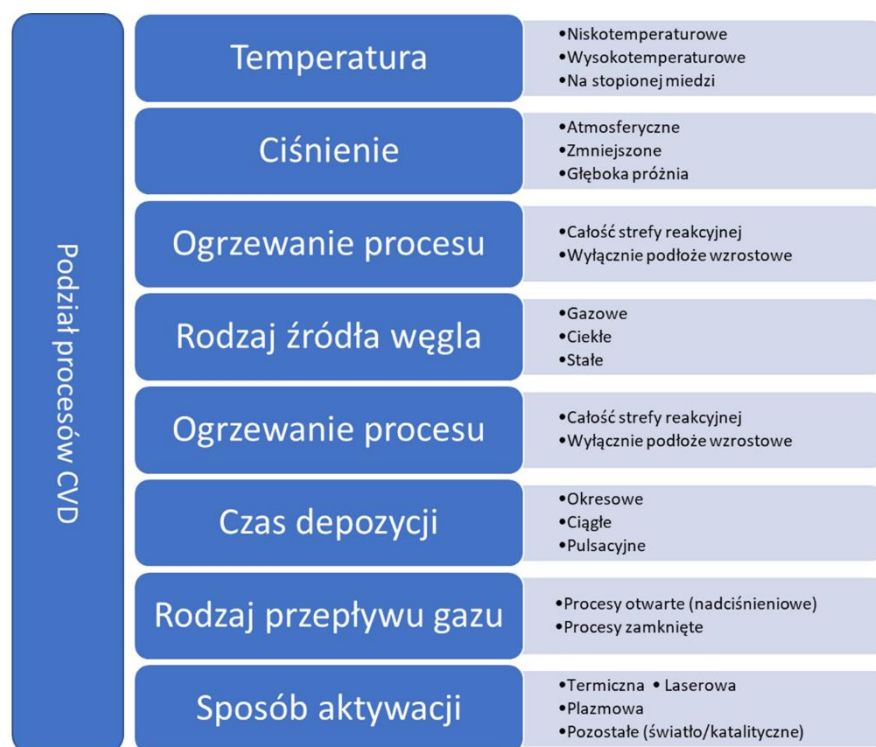 Podział procesów CVD
Temperatura
•Niskotemperaturowe
•Wysokotemperaturowe
•Na stopionej miedzi
Ciśnienie
•Atmosferyczne
•Zmniejszone
•Głęboka próżnia
Ogrzewanie procesu
•Całość strefy reakcyjnej
•Wyłącznie podłoże wzrostowe
Rodzaj źródła węgla
•Gazowe
•Ciekłe
•Stałe
Ogrzewanie procesu
•Całość strefy reakcyjnej
•Wyłącznie podłoże wzrostowe
Czas depozycji
•Okresowe
•Ciągłe
•Pulsacyjne
Rodzaj przepływu gazu
•Procesy otwarte (nadciśnieniowe)
•Procesy zamknięte
Sposób aktywacji
•Termiczna • Laserowa
•Plazmowa
•Pozostałe (światło/katalityczne)